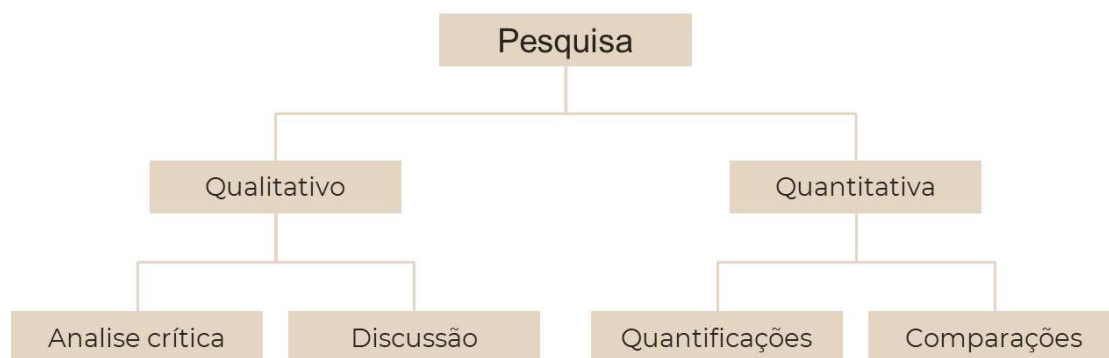 Pesquisa
Qualitativo
Quantitativa
Analise crítica
Discussão
Quantificações
Comparações